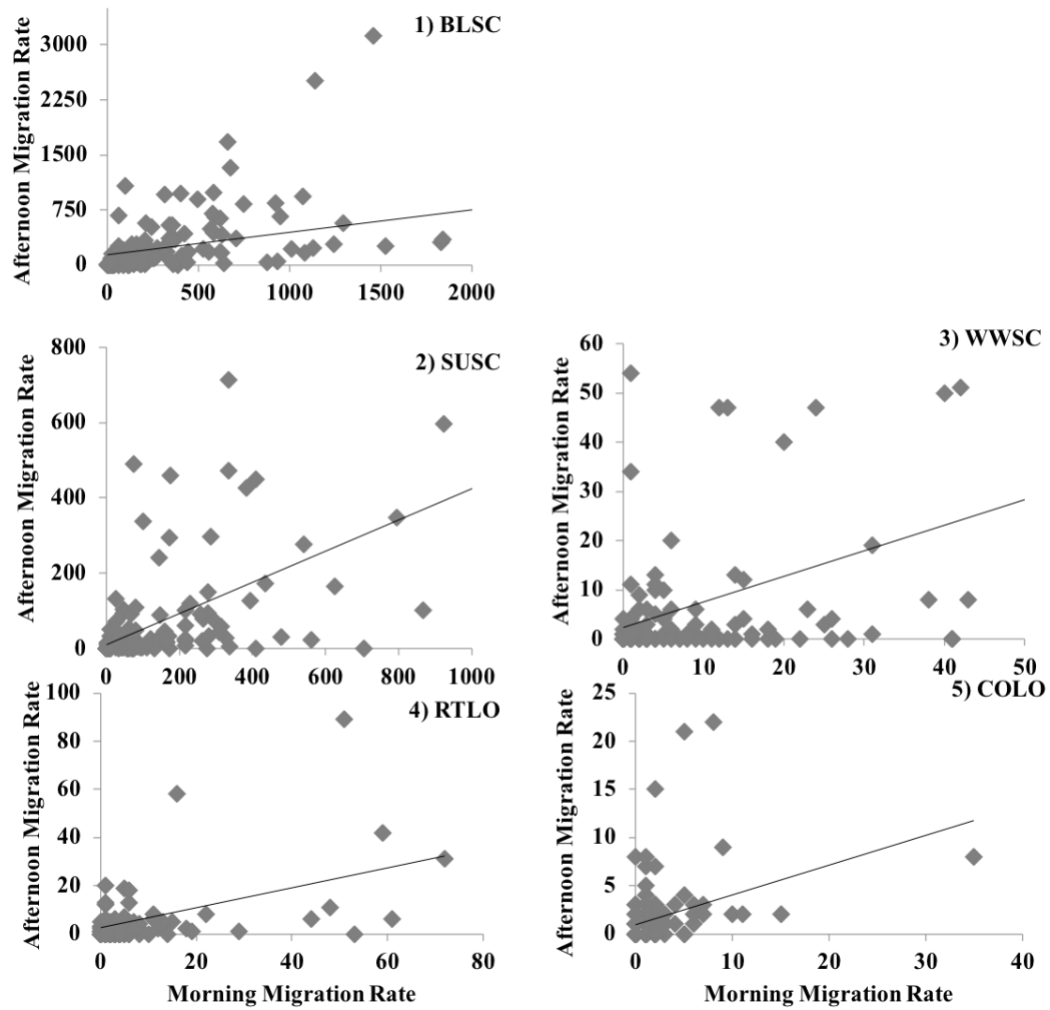 1) BLSC
Afternoon Migration Rate
3000
2250
1500
750
0
0 500 1000 1500 2000
2) SUSC
Afternoon Migration Rate
800
600
400
200
0
0 200 400 600 800 1000
3) WWSC
Afternoon Migration Rate
60
50
40
30
20
10
0
0 10 20 30 40 50
4) RTLO
Afternoon Migration Rate
100
80
60
40
20
0
0 20 40 60 80
Morning Migration Rate
5) COLO
Afternoon Migration Rate
25
20
15
10
5
0
0 10 20 30 40
Morning Migration Rate